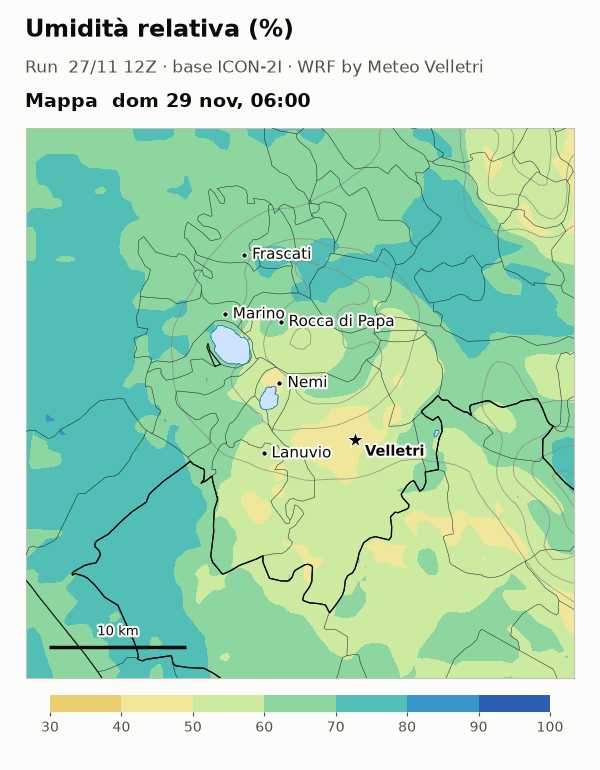 Umidità relativa (%)
Run  27/11 12Z · base ICON-2I · WRF by Meteo Velletri
Mappa  dom 29 nov, 06:00
Frascati
Marino
Rocca di Papa
Nemi
Velletri
Lanuvio
10 km
30 40 50 60 70 80 90 100